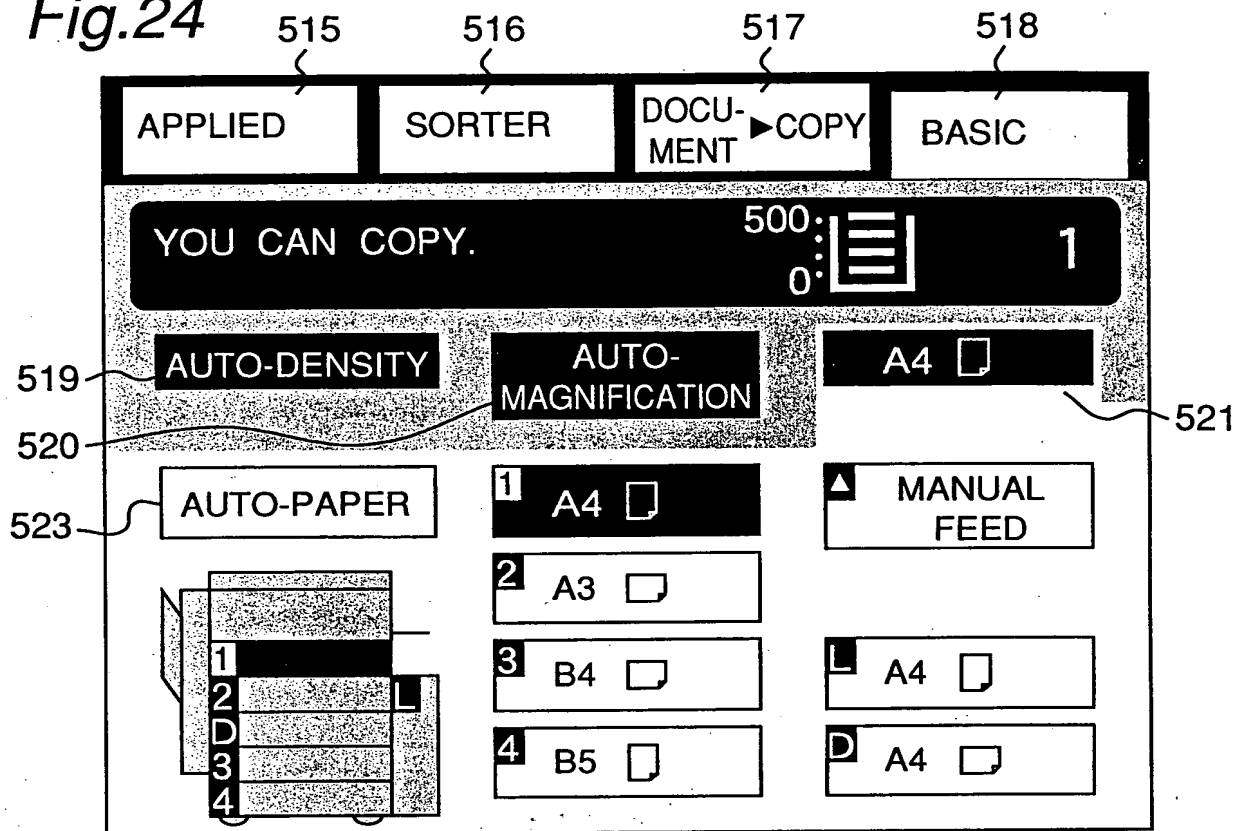 Fig.24
515 516 517 518
APPLIED SORTER DOCU- ▶COPY BASIC
MENT
YOU CAN COPY. 500 1
0
519 AUTO-DENSITY AUTO- A4
MAGNIFICATION
520 521
523 AUTO-PAPER 1 A4 ▲ MANUAL
FEED
2 A3
1 3 B4 L A4
2 L
D
3 4 B5 D A4
4